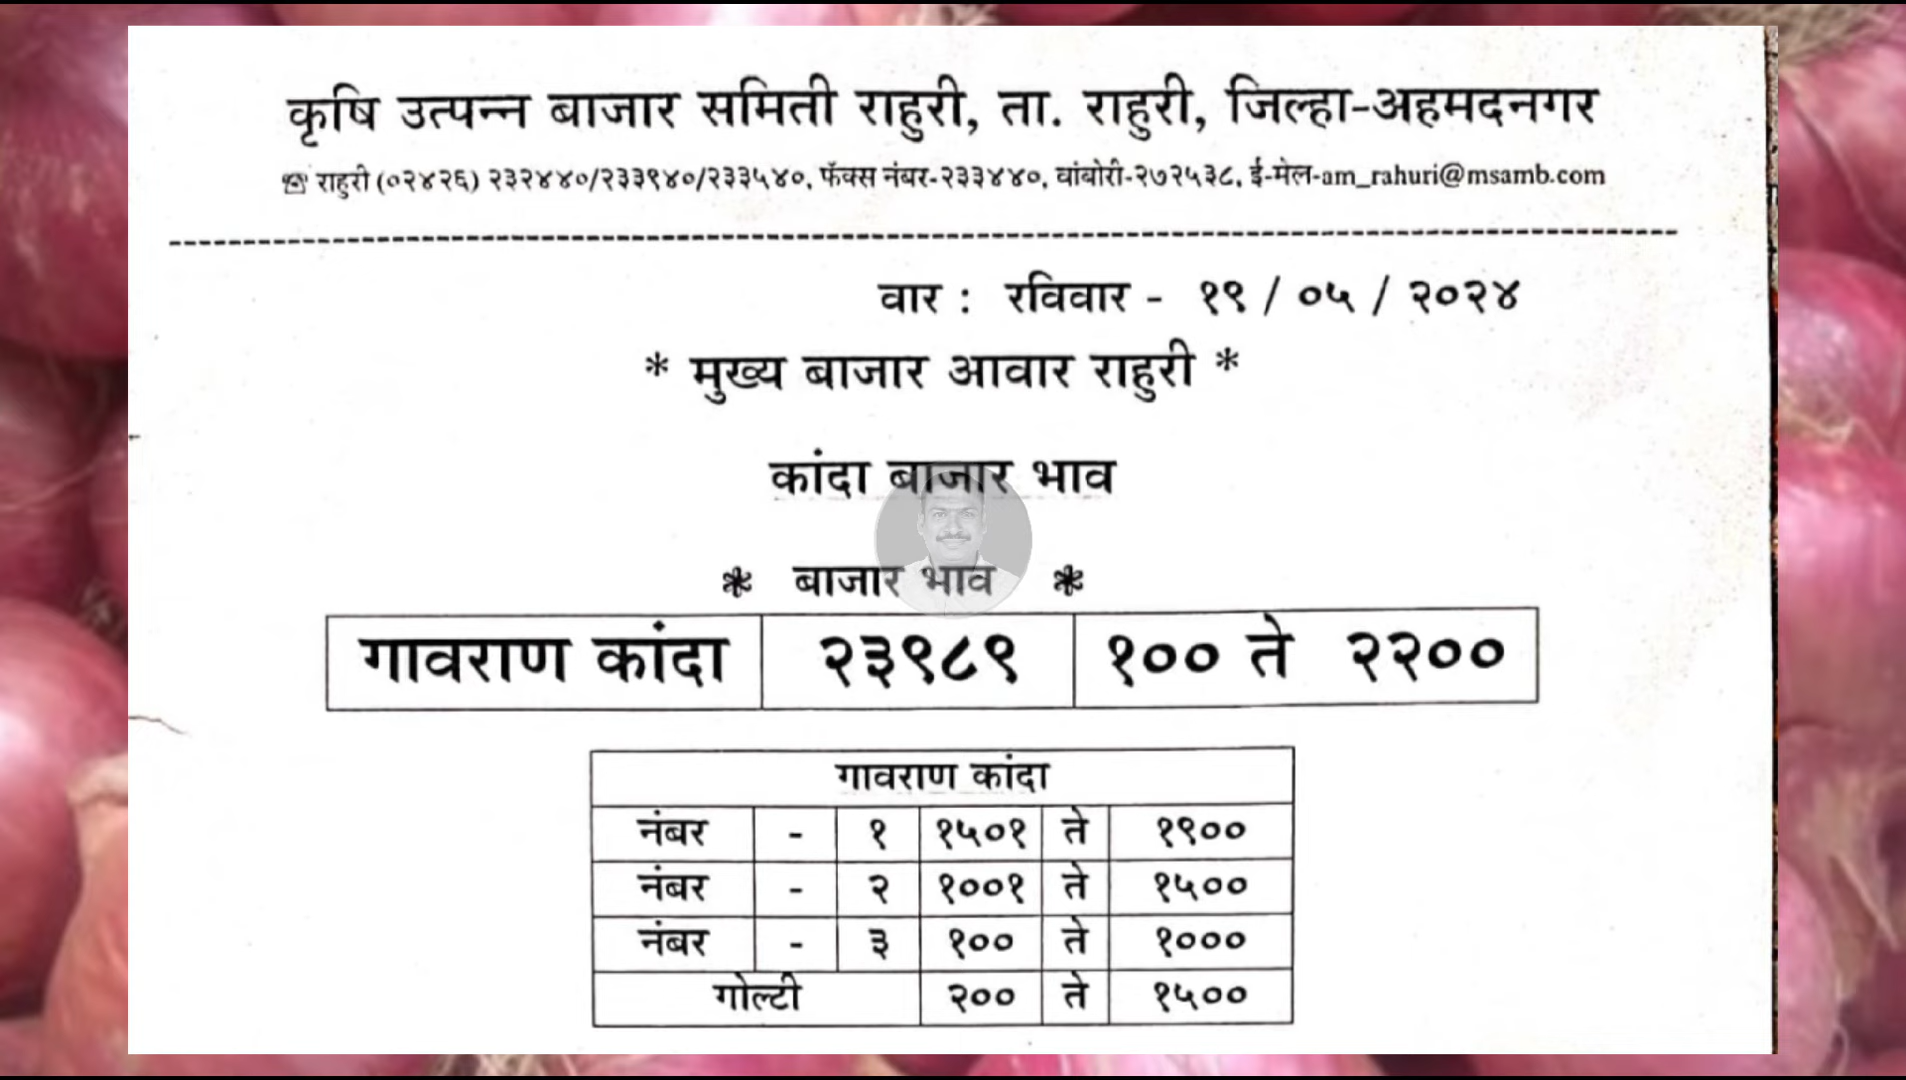 कृषि उत्पन्न बाजार समिती राहुरी, ता. राहुरी, जिल्हा-अहमदनगर
☎ राहुरी (०२४२६) २३२४४०/२३३९४०/२३३५४०, फॅक्स नंबर-२३३४४०, वांबोरी-२७२५३८, ई-मेल-am_rahuri@msamb.com
वार : रविवार - १९ / ०५ / २०२४
* मुख्य बाजार आवार राहुरी *
कांदा बाजार भाव
* बाजार भाव *
गावराण कांदा २३९८९ १०० ते २२००
गावराण कांदा
नंबर - १ १५०१ ते १९००
नंबर - २ १००१ ते १५००
नंबर - ३ १०० ते १०००
गोल्टी २०० ते १५००